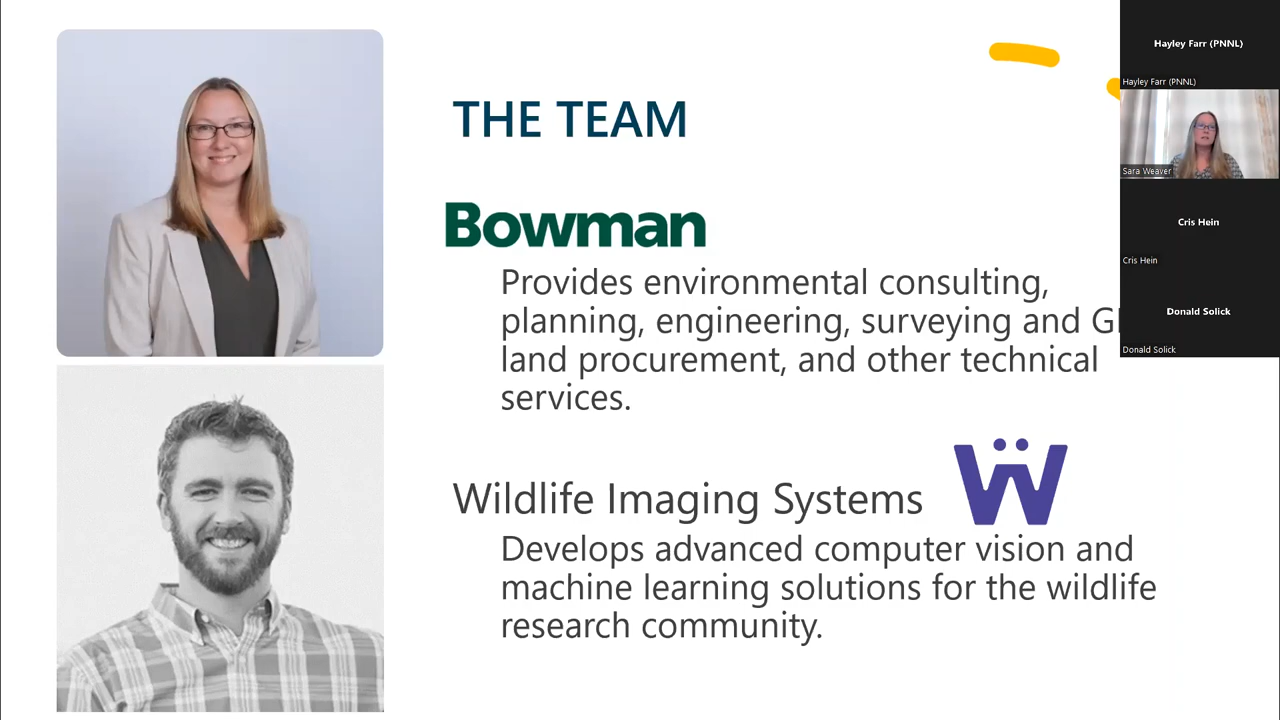 THE TEAM
Bowman
Provides environmental consulting,
planning, engineering, surveying and
land procurement, and other technical
services.
Wildlife Imaging Systems
W
Develops advanced computer vision and
machine learning solutions for the wildlife
research community.
Hayley Farr (PNNL)
Hayley Farr (PNNL)
Sara Weaver
Cris Hein
Cris Hein
Donald Solick
Donald Solick